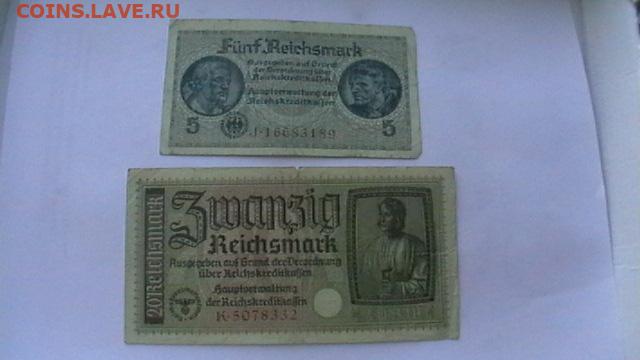 COINS.LAVE.RU
Fünf Reichsmark
Ausgegeben auf Grund
der Verordnung über
Reichskreditkassen
Hauptverwaltung der
Reichskreditkassen
5
J·16683189
5
20 Reichsmark
Zwanzig
Reichsmark
Ausgegeben auf Grund der Verordnung
über Reichskreditkassen
Hauptverwaltung
der Reichskreditkassen
K·5078332